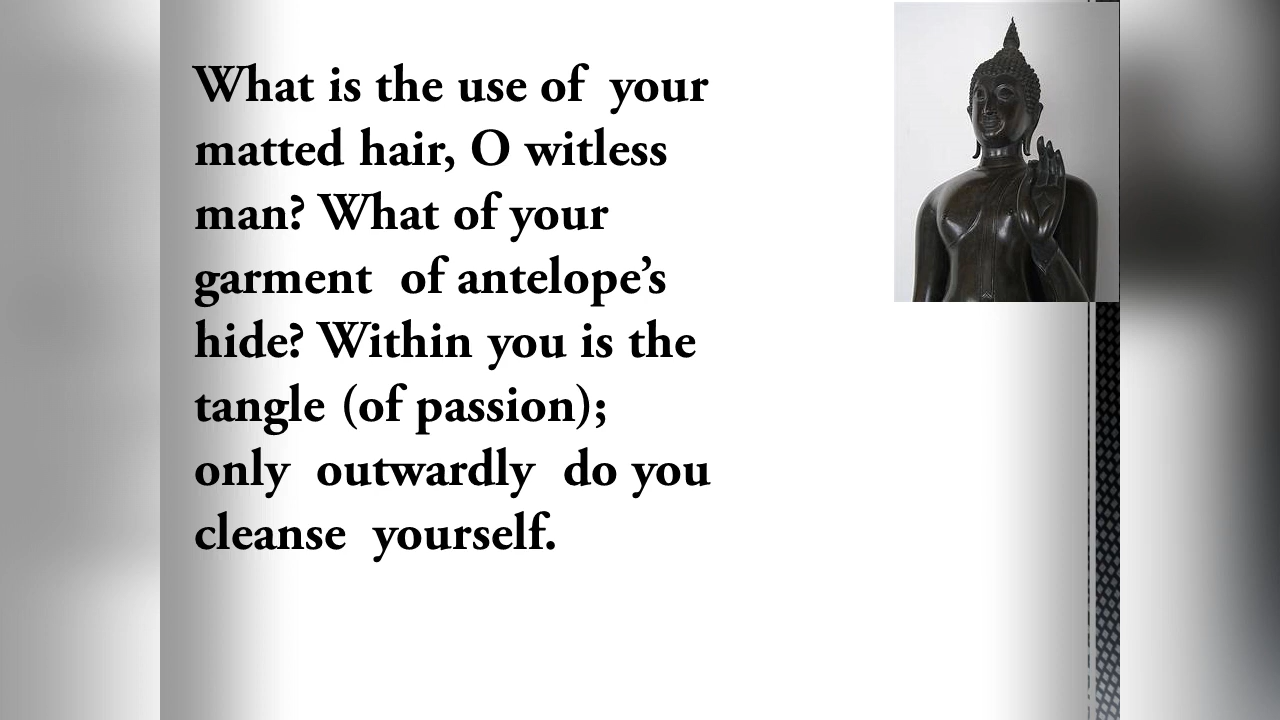 What is the use of your
matted hair, O witless
man? What of your
garment of antelope’s
hide? Within you is the
tangle (of passion);
only outwardly do you
cleanse yourself.